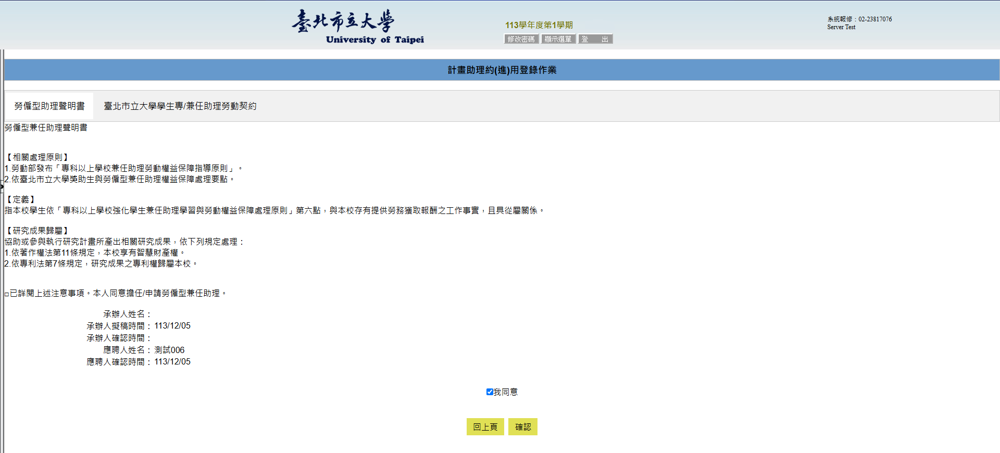 臺北市立大學
University of Taipei
113學年度第1學期
修改密碼 顯示選單 登 出
系統報修：02-23817076
Server Test
計畫助理約(進)用登錄作業
勞僱型助理聲明書 臺北市立大學學生專/兼任助理勞動契約
勞僱型兼任助理聲明書
【相關處理原則】
1.勞動部發布「專科以上學校兼任助理勞動權益保障指導原則」。
2.依臺北市立大學獎助生與勞僱型兼任助理權益保障處理要點。
【定義】
指本校學生依「專科以上學校強化學生兼任助理學習與勞動權益保障處理原則」第六點，與本校存有提供勞務獲取報酬之工作事實，且具從屬關係。
【研究成果歸屬】
協助或參與執行研究計畫所產出相關研究成果，依下列規定處理：
1.依著作權法第11條規定，本校享有智慧財產權。
2.依專利法第7條規定，研究成果之專利權歸屬本校。
□已詳閱上述注意事項。本人同意擔任/申請勞僱型兼任助理。
承辦人姓名：
承辦人擬稿時間：113/12/05
承辦人確認時間：
應聘人姓名：測試006
應聘人確認時間：113/12/05
我同意
回上頁 確認